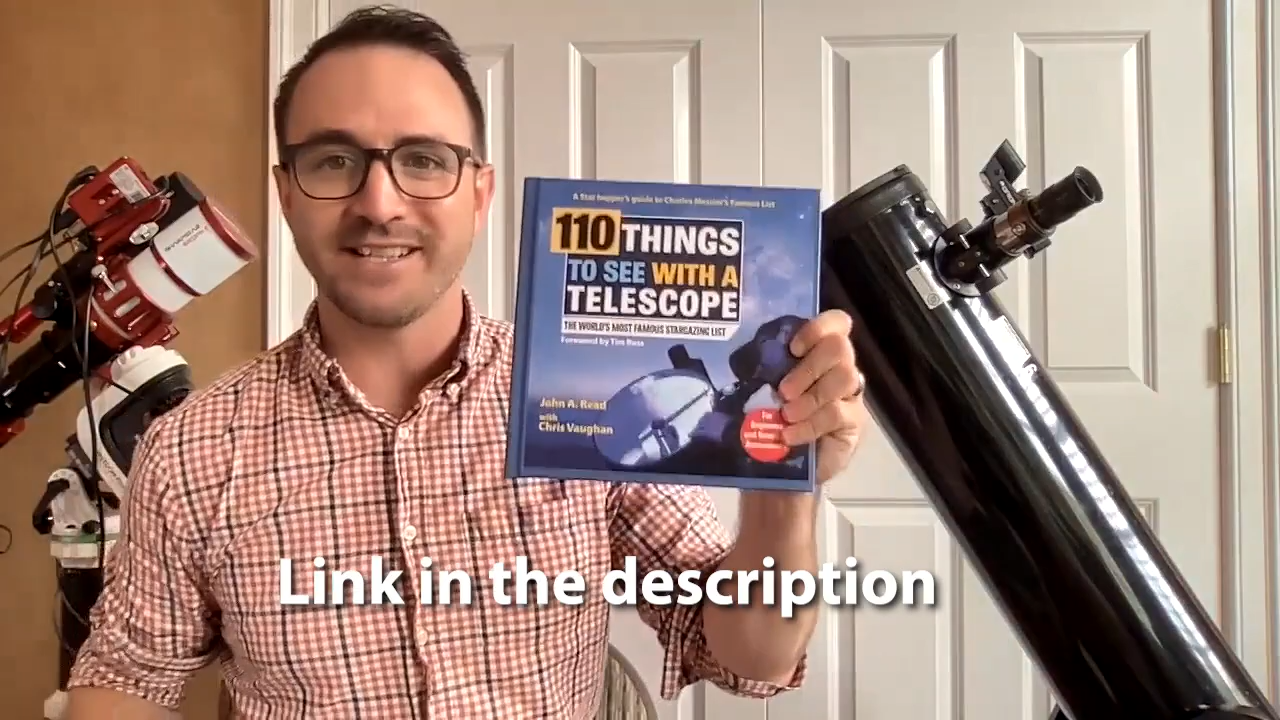 A Star hopper's guide to Charles Messier's Famous List
110 THINGS
TO SEE WITH A
TELESCOPE
THE WORLD'S MOST FAMOUS STARGAZING LIST
Foreword by Tim Russ
John A. Read
with
Chris Vaughan
For
Link in the description